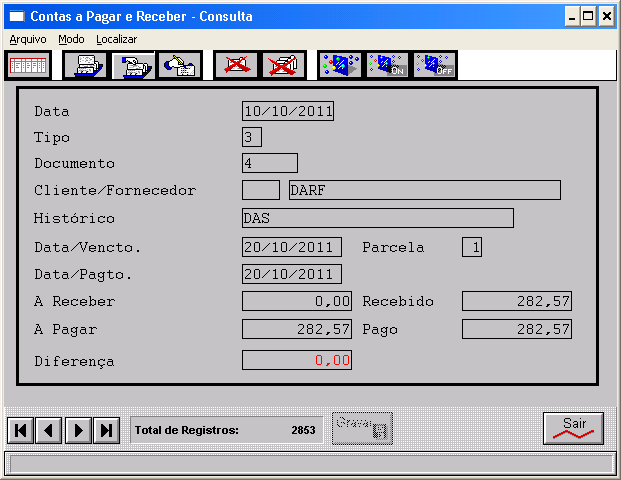 Contas a Pagar e Receber - Consulta
Arquivo Modo Localizar
ON OFF
Data 10/10/2011
Tipo 3
Documento 4
Cliente/Fornecedor DARF
Histórico DAS
Data/Vencto. 20/10/2011 Parcela 1
Data/Pagto. 20/10/2011
A Receber 0,00 Recebido 282,57
A Pagar 282,57 Pago 282,57
Diferença 0,00
Total de Registros: 2853 Gravar Sair